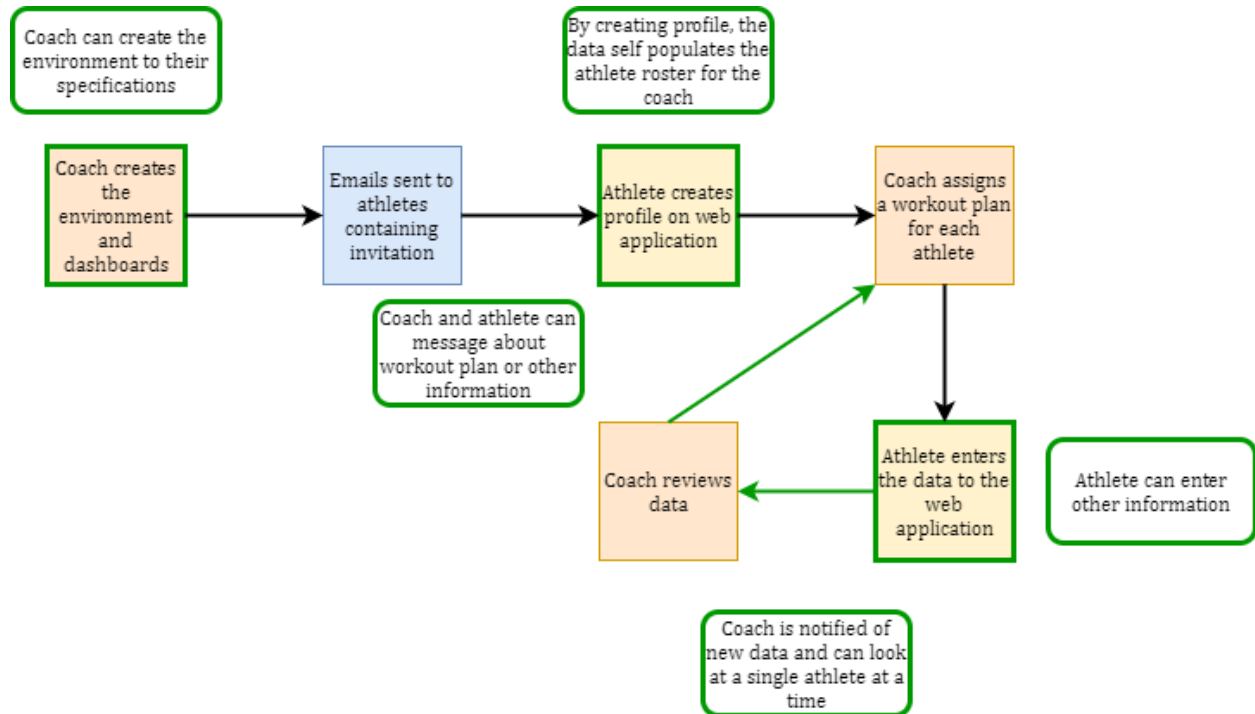 Coach can create the
environment to their
specifications
By creating profile, the
data self populates the
athlete roster for the
coach
Coach creates
the
environment
and
dashboards
Emails sent to
athletes
containing
invitation
Athlete creates
profile on web
application
Coach assigns
a workout plan
for each
athlete
Coach and athlete can
message about
workout plan or other
information
Coach reviews
data
Athlete enters
the data to the
web
application
Athlete can enter
other information
Coach is notified of
new data and can look
at a single athlete at a
time